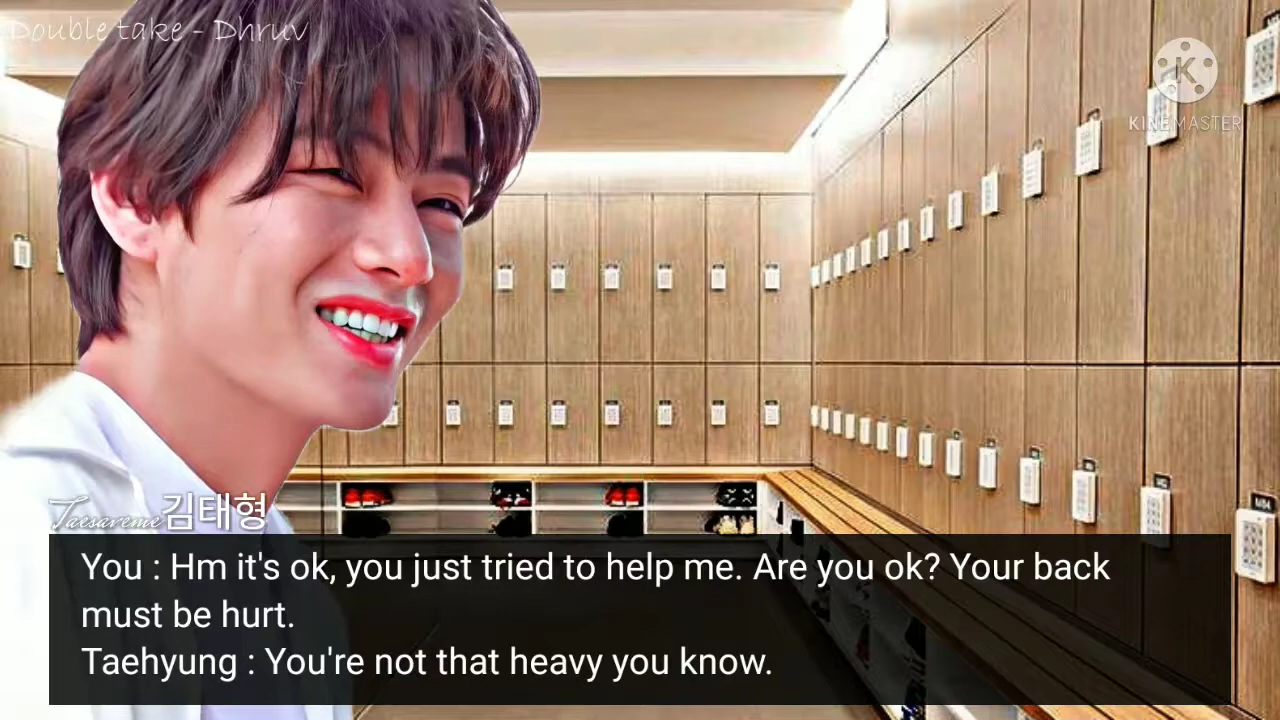 Double take - Dhruv
KINEMASTER
Taesareme김태형
You : Hm it's ok, you just tried to help me. Are you ok? Your back
must be hurt.
Taehyung : You're not that heavy you know.